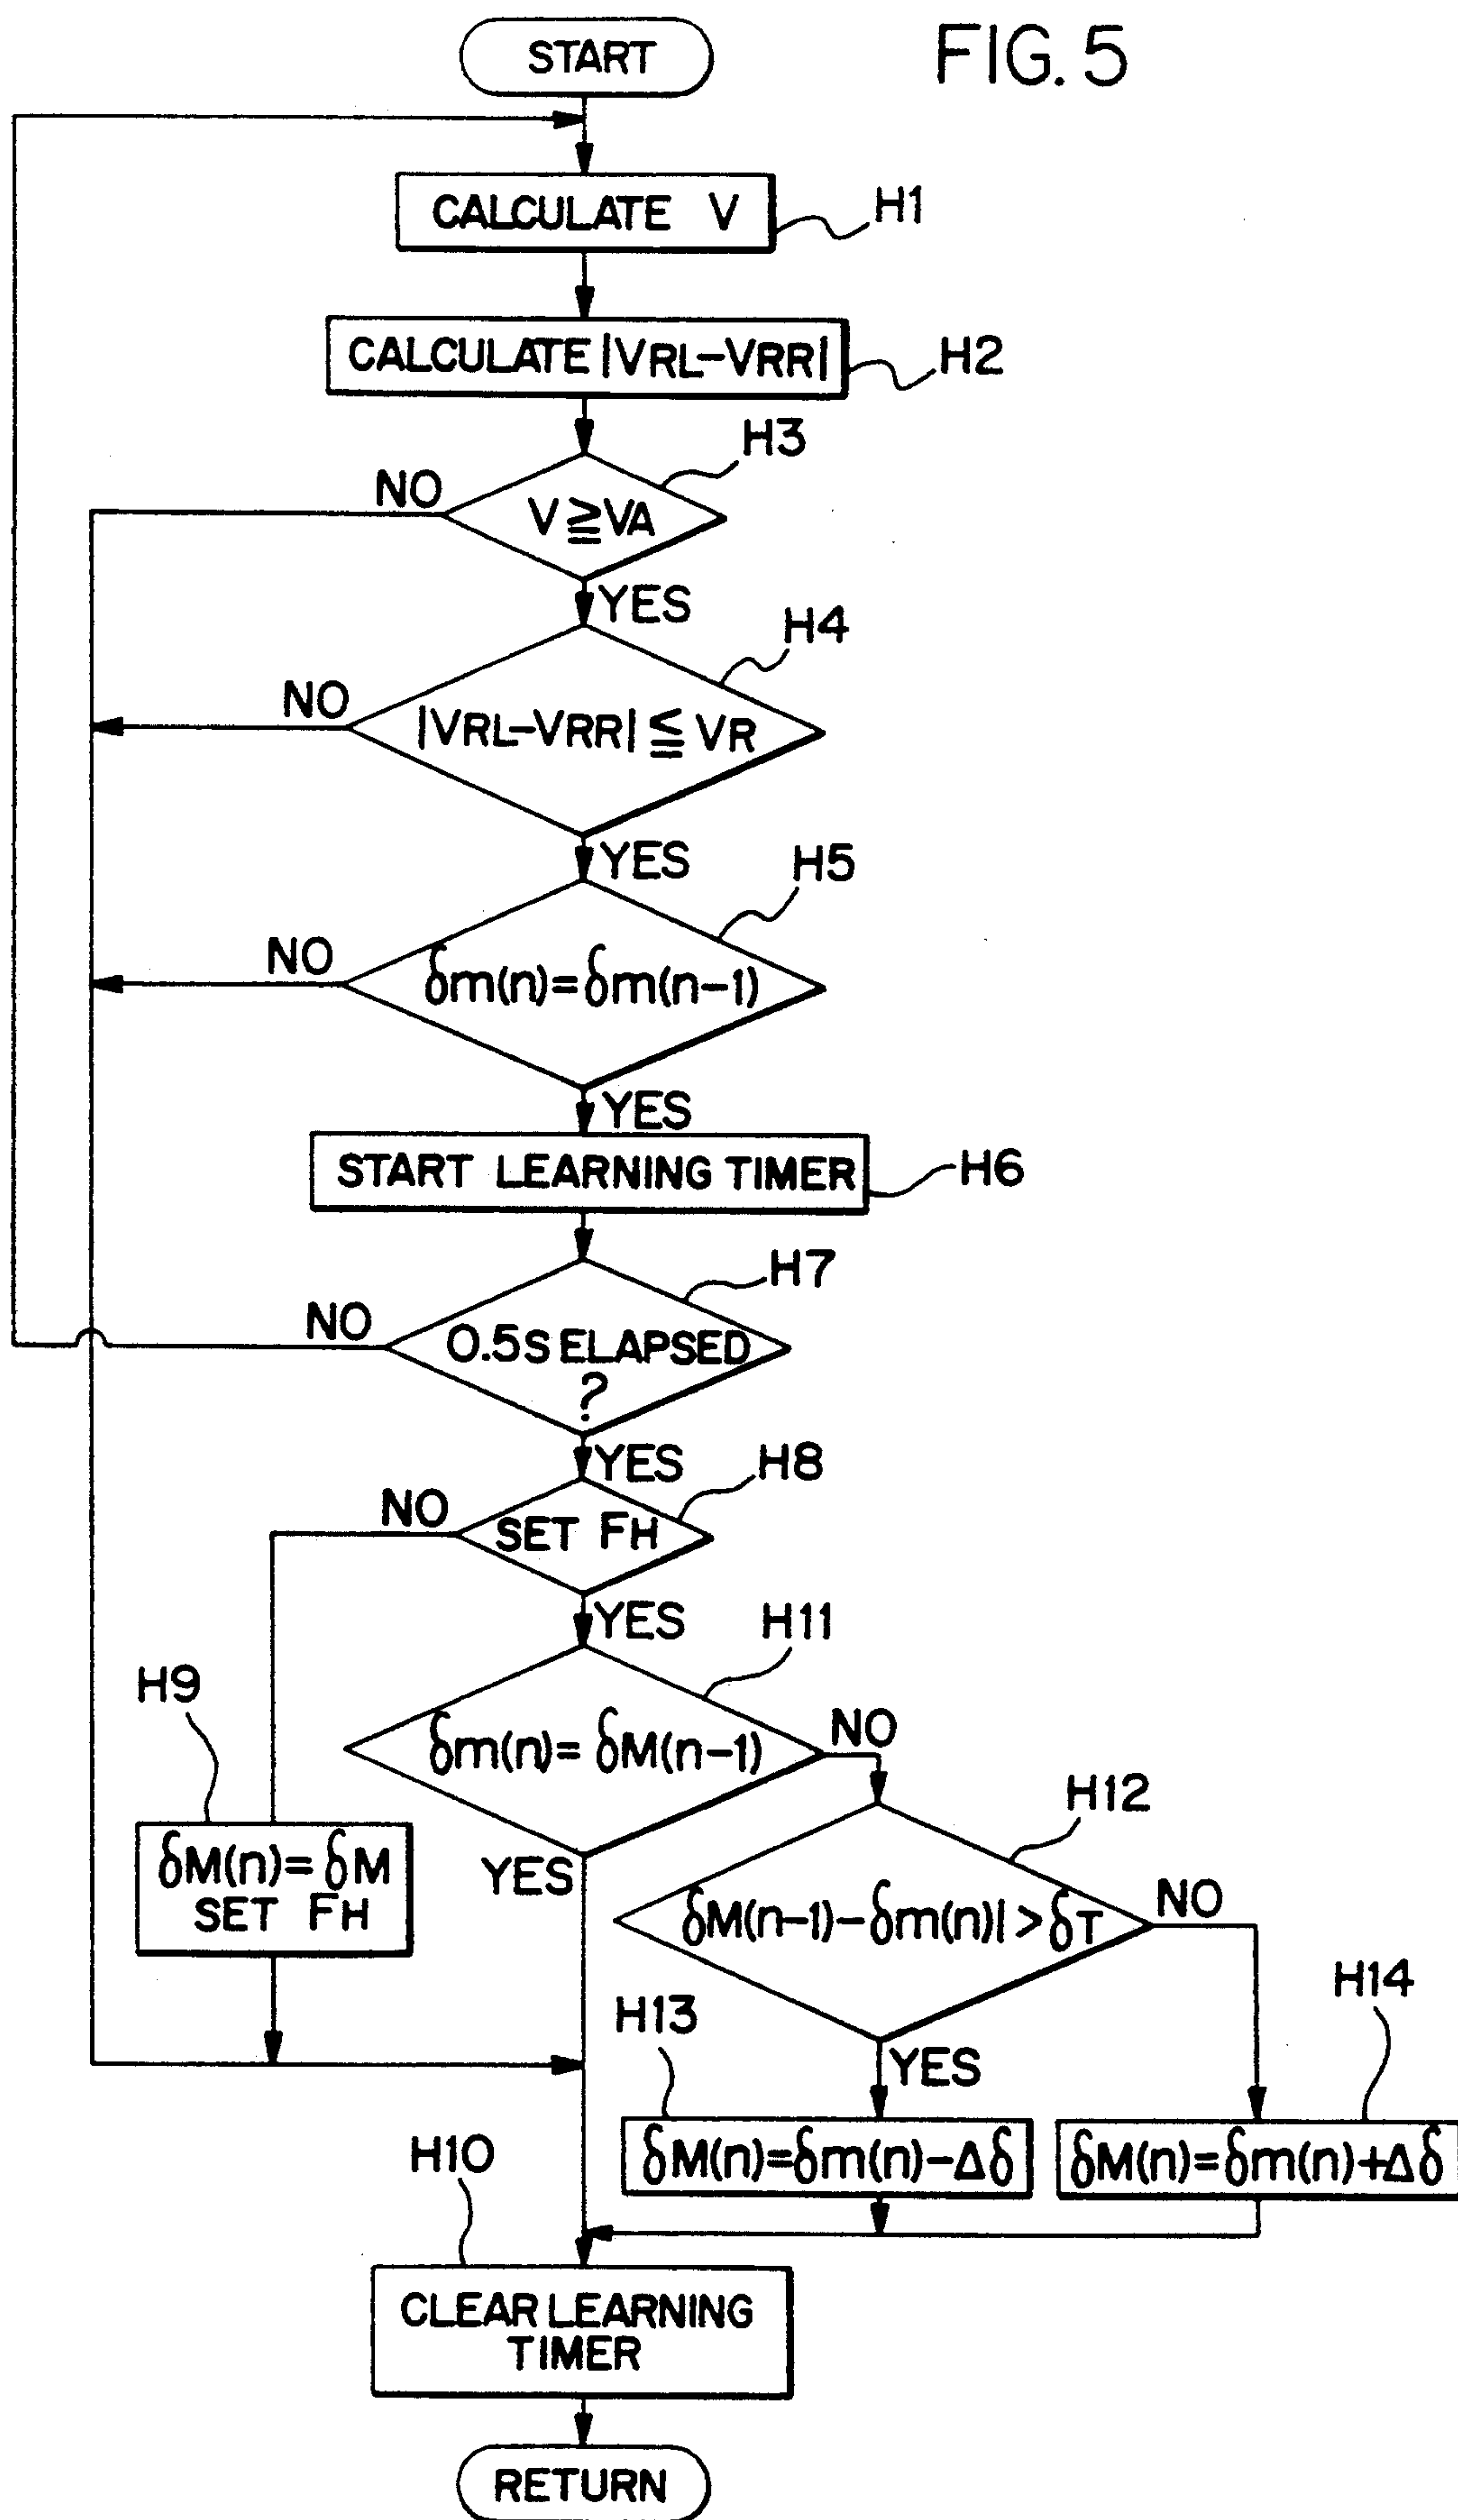 START
FIG. 5
CALCULATE V
H1
CALCULATE |VRL-VRR|
H2
H3
NO
V≧VA
YES
H4
NO
|VRL-VRR|≦VR
YES
H5
NO
δm(n)=δm(n-1)
YES
START LEARNING TIMER
H6
H7
NO
0.5S ELAPSED
?
YES
H8
NO
SET FH
YES
H11
H9
δm(n)=δM(n-1)
NO
H12
δM(n)=δM
SET FH
YES
δM(n-1)-δm(n)|>δT
NO
H14
H13
YES
H10
δM(n)=δm(n)-Δδ
δM(n)=δm(n)+Δδ
CLEAR LEARNING
TIMER
RETURN